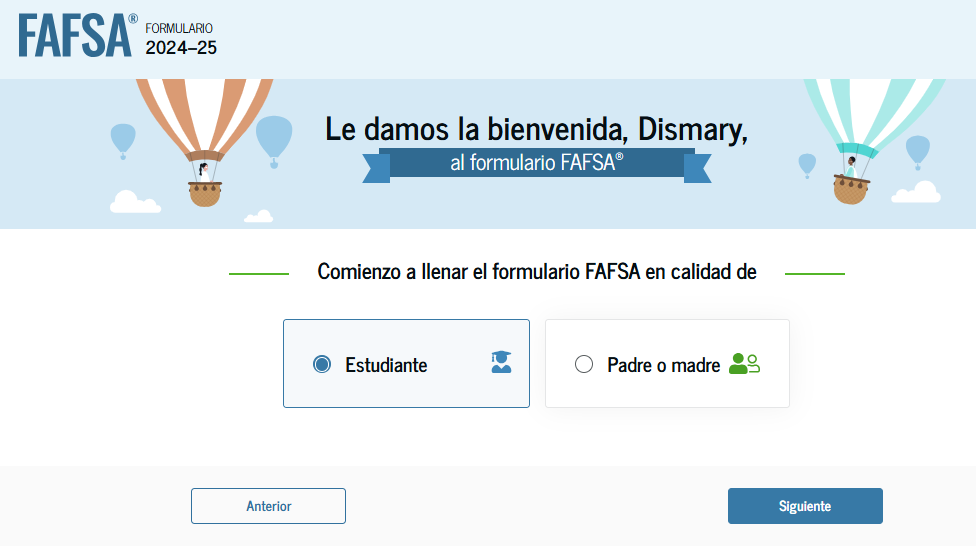 FAFSA®
FORMULARIO
2024–25
Le damos la bienvenida, Dismary,
al formulario FAFSA®
Comienzo a llenar el formulario FAFSA en calidad de
Estudiante
Padre o madre
Anterior
Siguiente